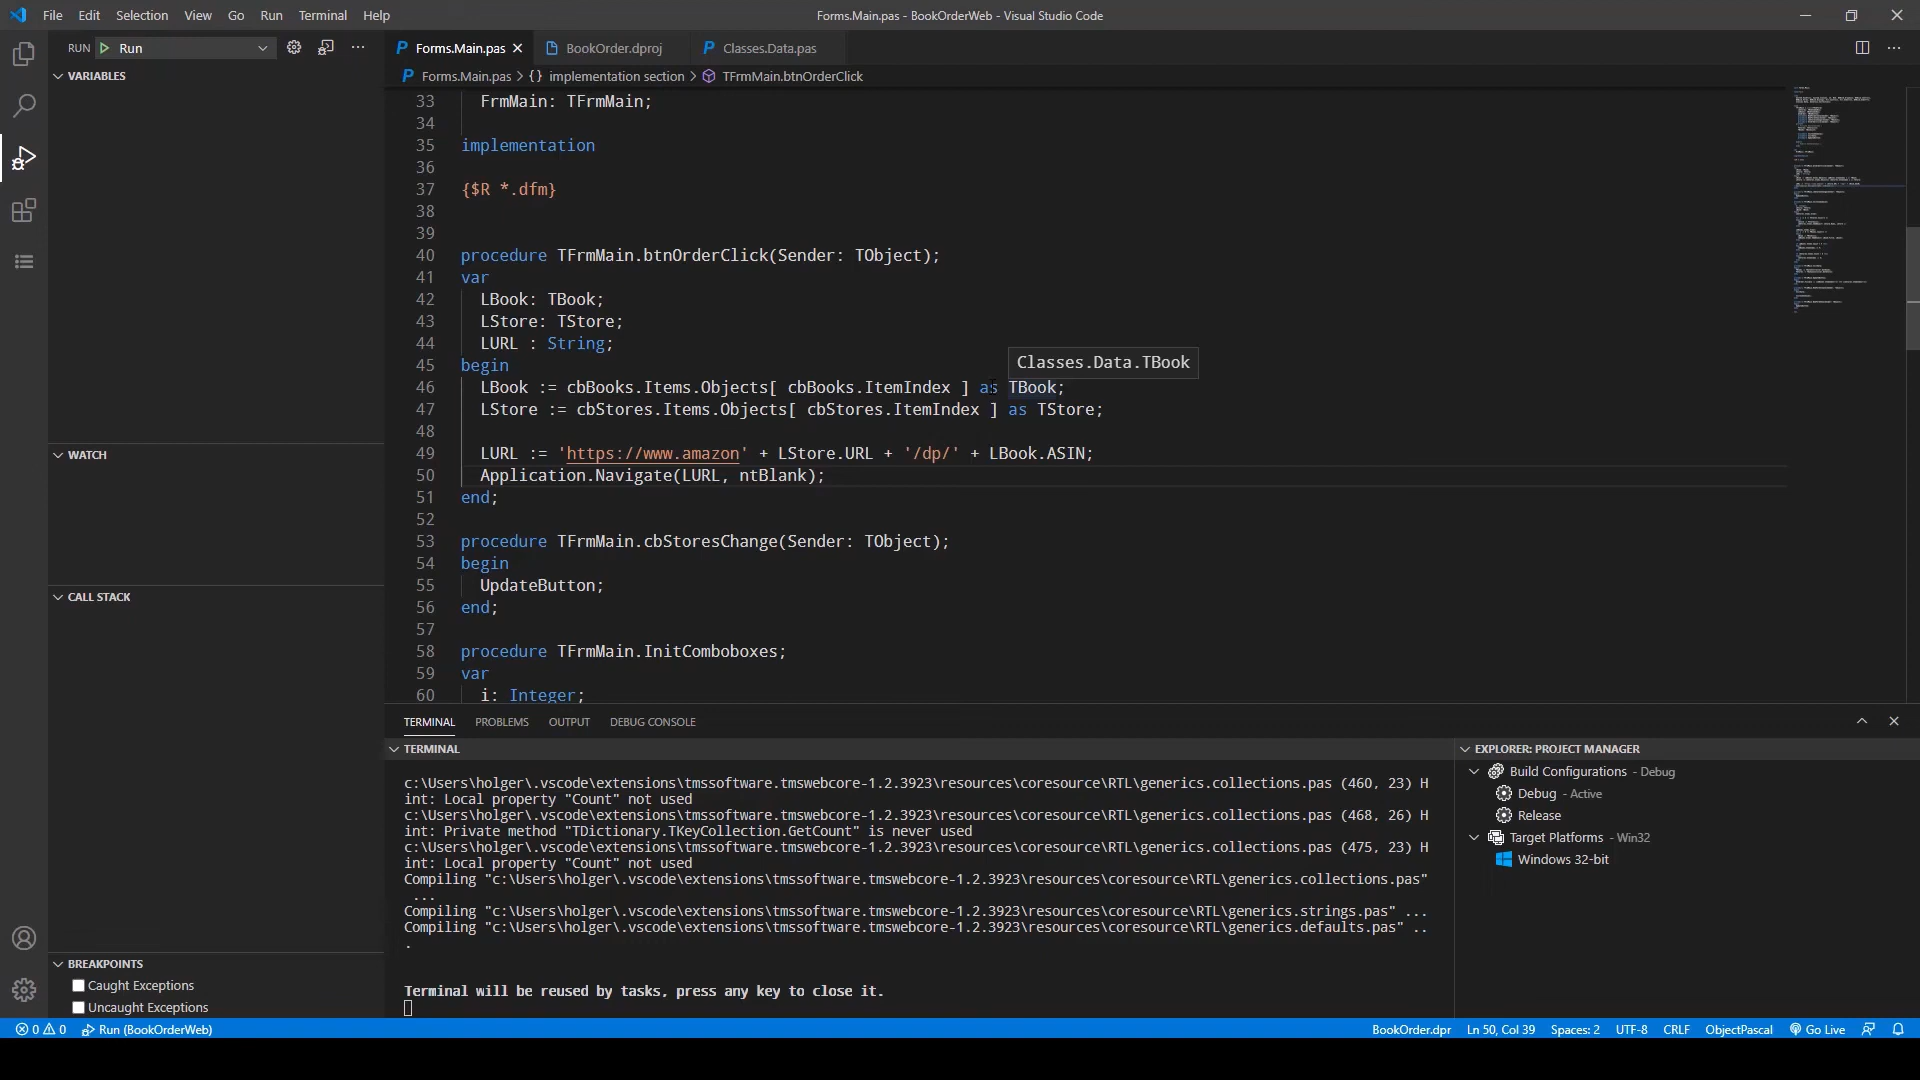 File Edit Selection View Go Run Terminal Help
Forms.Main.pas - BookOrderWeb - Visual Studio Code
RUN Run
Forms.Main.pas BookOrder.dproj Classes.Data.pas
Forms.Main.pas > {} implementation section > TFrmMain.btnOrderClick
VARIABLES
WATCH
CALL STACK
BREAKPOINTS
Caught Exceptions
Uncaught Exceptions
33 FrmMain: TFrmMain;
34
35 implementation
36
37 {$R *.dfm}
38
39
40 procedure TFrmMain.btnOrderClick(Sender: TObject);
41 var
42 LBook: TBook;
43 LStore: TStore;
44 LURL : String;
45 begin
Classes.Data.TBook
46 LBook := cbBooks.Items.Objects[ cbBooks.ItemIndex ] as TBook;
47 LStore := cbStores.Items.Objects[ cbStores.ItemIndex ] as TStore;
48
49 LURL := 'https://www.amazon' + LStore.URL + '/dp/' + LBook.ASIN;
50 Application.Navigate(LURL, ntBlank);
51 end;
52
53 procedure TFrmMain.cbStoresChange(Sender: TObject);
54 begin
55 UpdateButton;
56 end;
57
58 procedure TFrmMain.InitComboboxes;
59 var
60 i: Integer;
TERMINAL PROBLEMS OUTPUT DEBUG CONSOLE
TERMINAL
c:\Users\holger\.vscode\extensions\tmssoftware.tmswebcore-1.2.3923\resources\coresource\RTL\generics.collections.pas (460, 23) H
int: Local property "Count" not used
c:\Users\holger\.vscode\extensions\tmssoftware.tmswebcore-1.2.3923\resources\coresource\RTL\generics.collections.pas (468, 26) H
int: Private method "TDictionary.TKeyCollection.GetCount" is never used
c:\Users\holger\.vscode\extensions\tmssoftware.tmswebcore-1.2.3923\resources\coresource\RTL\generics.collections.pas (475, 23) H
int: Local property "Count" not used
Compiling "c:\Users\holger\.vscode\extensions\tmssoftware.tmswebcore-1.2.3923\resources\coresource\RTL\generics.collections.pas"
...
Compiling "c:\Users\holger\.vscode\extensions\tmssoftware.tmswebcore-1.2.3923\resources\coresource\RTL\generics.strings.pas" ...
Compiling "c:\Users\holger\.vscode\extensions\tmssoftware.tmswebcore-1.2.3923\resources\coresource\RTL\generics.defaults.pas" ..
.
Terminal will be reused by tasks, press any key to close it.
EXPLORER: PROJECT MANAGER
Build Configurations - Debug
Debug - Active
Release
Target Platforms - Win32
Windows 32-bit
0 0 Run (BookOrderWeb)
BookOrder.dpr Ln 50, Col 39 Spaces: 2 UTF-8 CRLF ObjectPascal Go Live